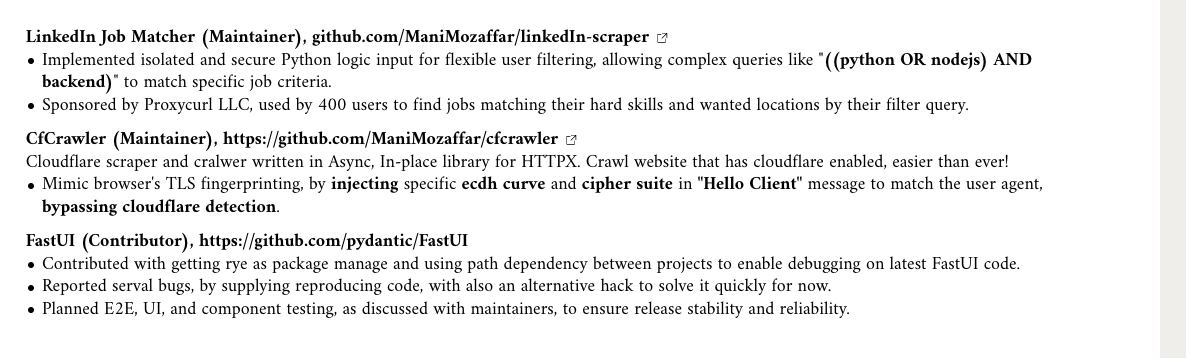 LinkedIn Job Matcher (Maintainer), github.com/ManiMozaffar/linkedIn-scraper
• Implemented isolated and secure Python logic input for flexible user filtering, allowing complex queries like "((python OR nodejs) AND
backend)" to match specific job criteria.
• Sponsored by Proxycurl LLC, used by 400 users to find jobs matching their hard skills and wanted locations by their filter query.
CfCrawler (Maintainer), https://github.com/ManiMozaffar/cfcrawler
Cloudflare scraper and cralwer written in Async, In-place library for HTTPX. Crawl website that has cloudflare enabled, easier than ever!
• Mimic browser's TLS fingerprinting, by injecting specific ecdh curve and cipher suite in "Hello Client" message to match the user agent,
bypassing cloudflare detection.
FastUI (Contributor), https://github.com/pydantic/FastUI
• Contributed with getting rye as package manage and using path dependency between projects to enable debugging on latest FastUI code.
• Reported serval bugs, by supplying reproducing code, with also an alternative hack to solve it quickly for now.
• Planned E2E, UI, and component testing, as discussed with maintainers, to ensure release stability and reliability.